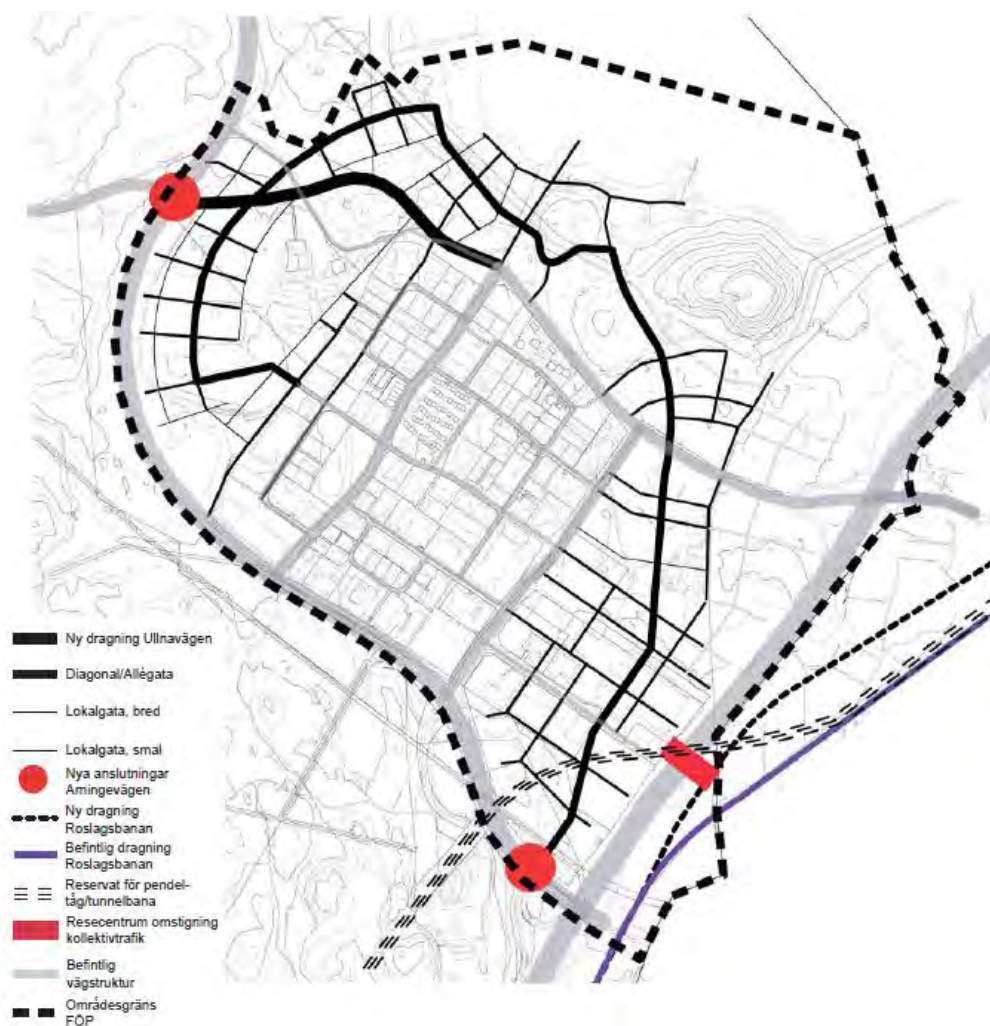 Ny dragning Ullnavägen
Diagonal/Allégata
Lokalgata, bred
Lokalgata, smal
Nya anslutningar
Arningevägen
Ny dragning
Roslagsbanan
Befintlig dragning
Roslagsbanan
Reservat för pendel-
tåg/tunnelbana
Resecentrum omstigning
kollektivtrafik
Befintlig
vägstruktur
Områdesgräns
FÖP